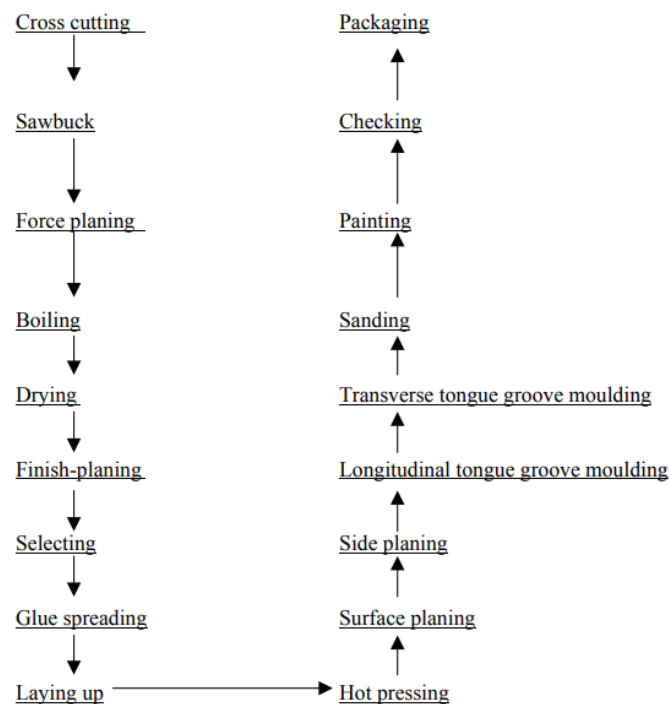 Cross cutting
Sawbuck
Force planing
Boiling
Drying
Finish-planing
Selecting
Glue spreading
Laying up
Hot pressing
Surface planing
Side planing
Longitudinal tongue groove moulding
Transverse tongue groove moulding
Sanding
Painting
Checking
Packaging